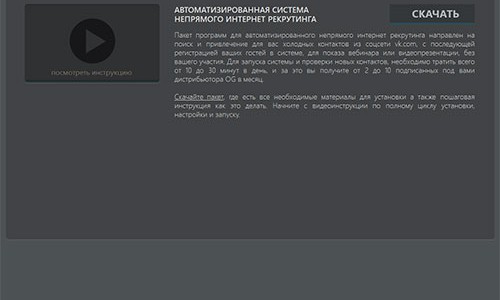 АВТОМАТИЗИРОВАННАЯ СИСТЕМА
НЕПРЯМОГО ИНТЕРНЕТ РЕКРУТИНГА
СКАЧАТЬ
Пакет программ для автоматизированного непрямого интернет рекрутинга направлен на
поиск и привлечение для вас холодных контактов из соцсети vk.com, с последующей
регистрацией ваших гостей в системе, для показа вебинара или видеопрезентации, без
вашего участия. Для запуска системы и проверки новых контактов, необходимо тратить всего
от 10 до 30 минут в день, и за это вы получите от 2 до 10 подписанных под вами
дистрибьютора OG в месяц.
посмотреть инструкцию
Скачайте пакет, где есть все необходимые материалы для установки а также пошаговая
инструкция как это делать. Начните с видеоинструкции по полному циклу установки,
настройки и запуску.